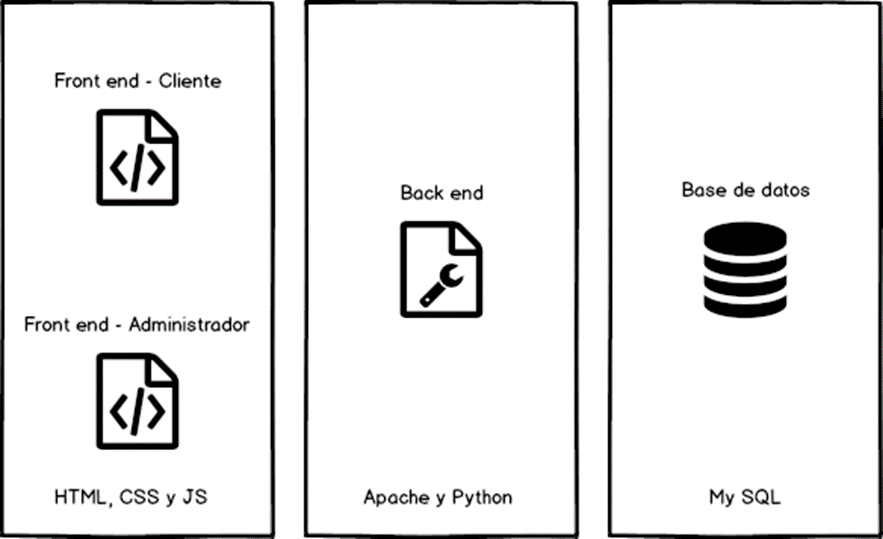 Front end - Cliente
</>
Front end - Administrador
</>
HTML, CSS y JS
Back end
Apache y Python
Base de datos
My SQL